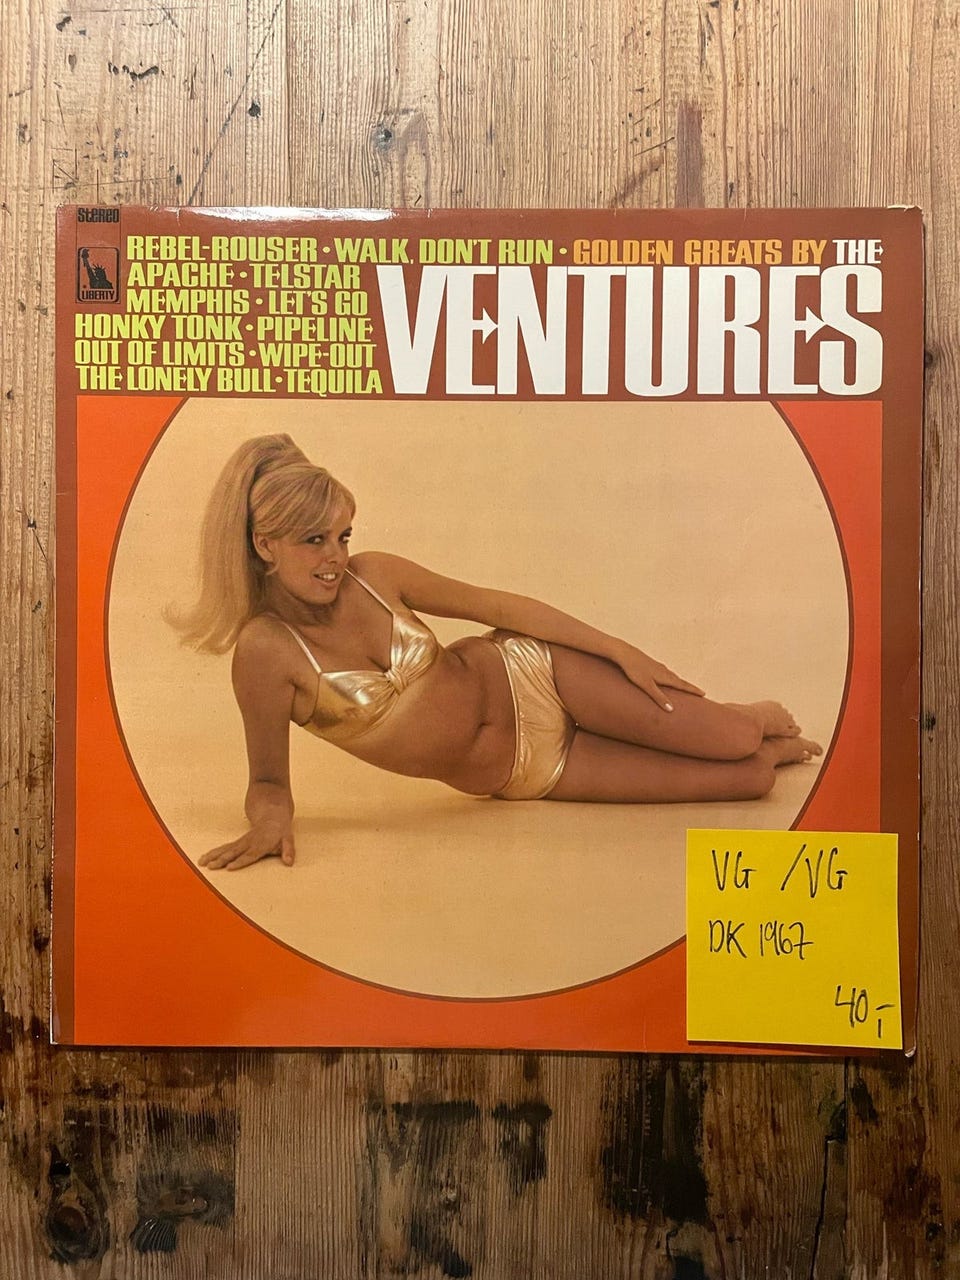 Stereo
LIBERTY
REBEL-ROUSER • WALK, DON'T RUN • GOLDEN GREATS BY THE
APACHE • TELSTAR
MEMPHIS • LET'S GO
HONKY TONK • PIPELINE
OUT OF LIMITS • WIPE-OUT
THE LONELY BULL • TEQUILA
VENTURES
VG /VG
DK 1967
40,-